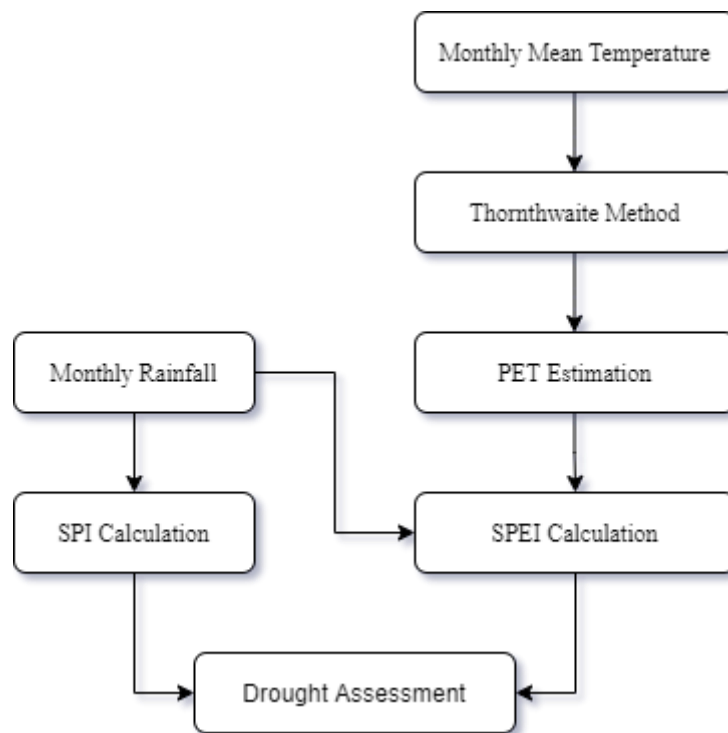 Monthly Mean Temperature
Thornthwaite Method
Monthly Rainfall
PET Estimation
SPI Calculation
SPEI Calculation
Drought Assessment